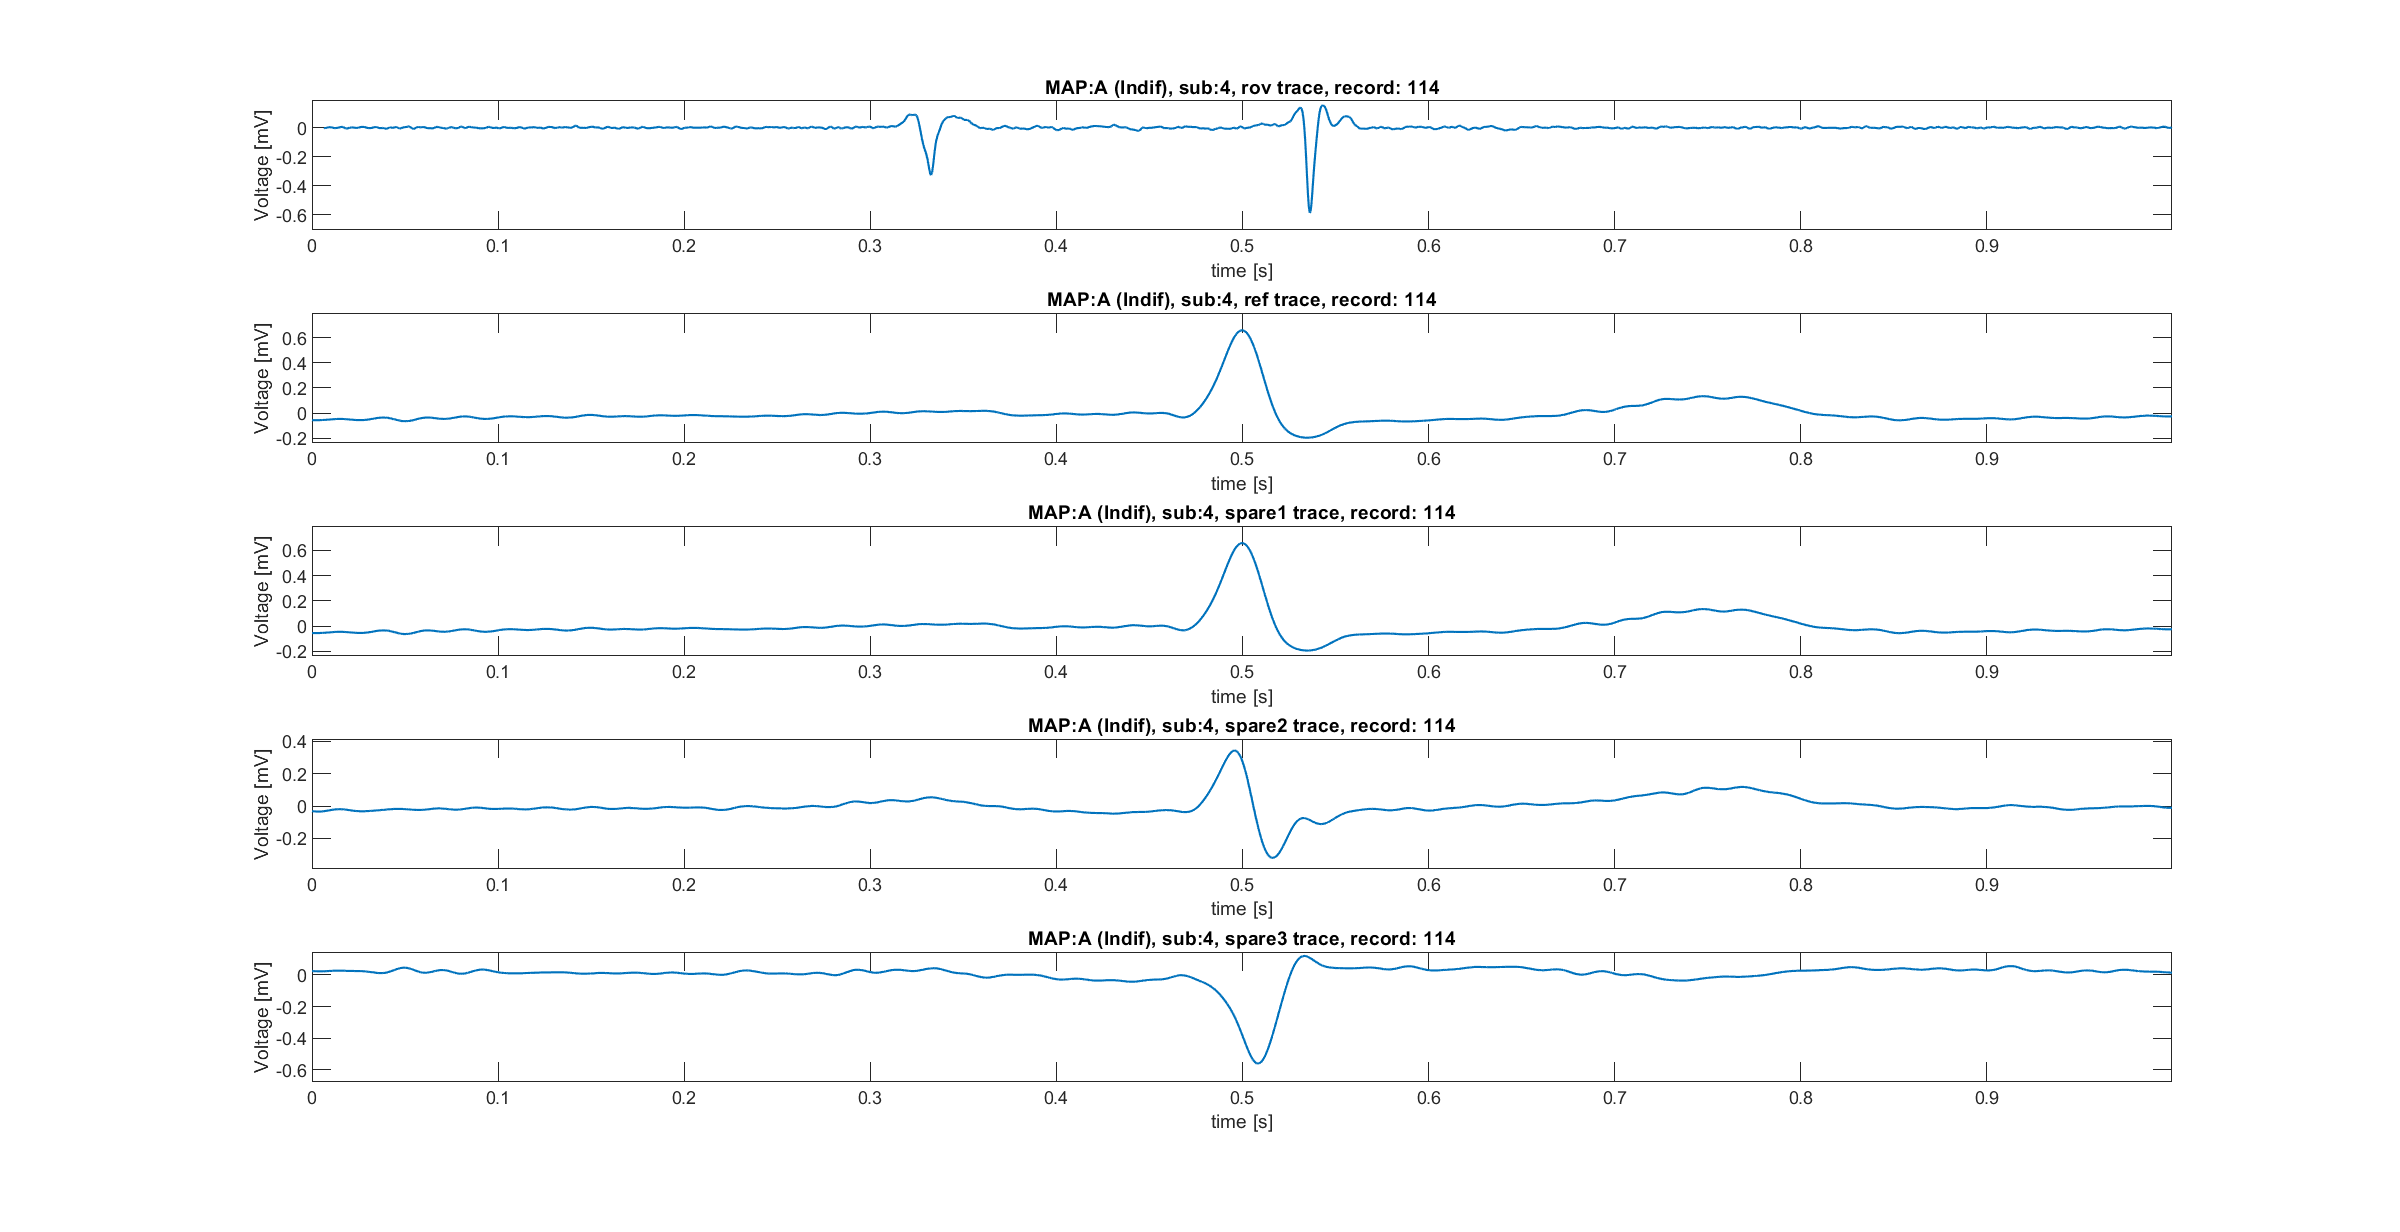 MAP:A (Indif), sub:4, rov trace, record: 114
Voltage [mV]
0
-0.2
-0.4
-0.6
0 0.1 0.2 0.3 0.4 0.5 0.6 0.7 0.8 0.9
time [s]
MAP:A (Indif), sub:4, ref trace, record: 114
Voltage [mV]
0.6
0.4
0.2
0
-0.2
0 0.1 0.2 0.3 0.4 0.5 0.6 0.7 0.8 0.9
time [s]
MAP:A (Indif), sub:4, spare1 trace, record: 114
Voltage [mV]
0.6
0.4
0.2
0
-0.2
0 0.1 0.2 0.3 0.4 0.5 0.6 0.7 0.8 0.9
time [s]
MAP:A (Indif), sub:4, spare2 trace, record: 114
Voltage [mV]
0.4
0.2
0
-0.2
0 0.1 0.2 0.3 0.4 0.5 0.6 0.7 0.8 0.9
time [s]
MAP:A (Indif), sub:4, spare3 trace, record: 114
Voltage [mV]
0
-0.2
-0.4
-0.6
0 0.1 0.2 0.3 0.4 0.5 0.6 0.7 0.8 0.9
time [s]